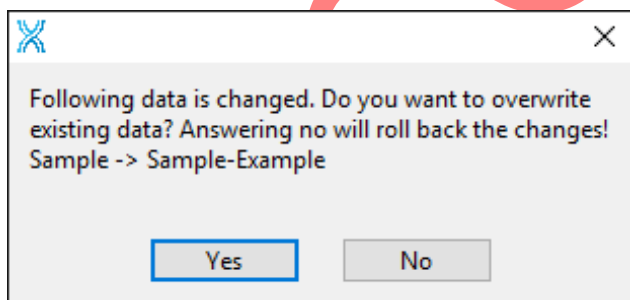 Following data is changed. Do you want to overwrite
existing data? Answering no will roll back the changes!
Sample -> Sample-Example
Yes
No